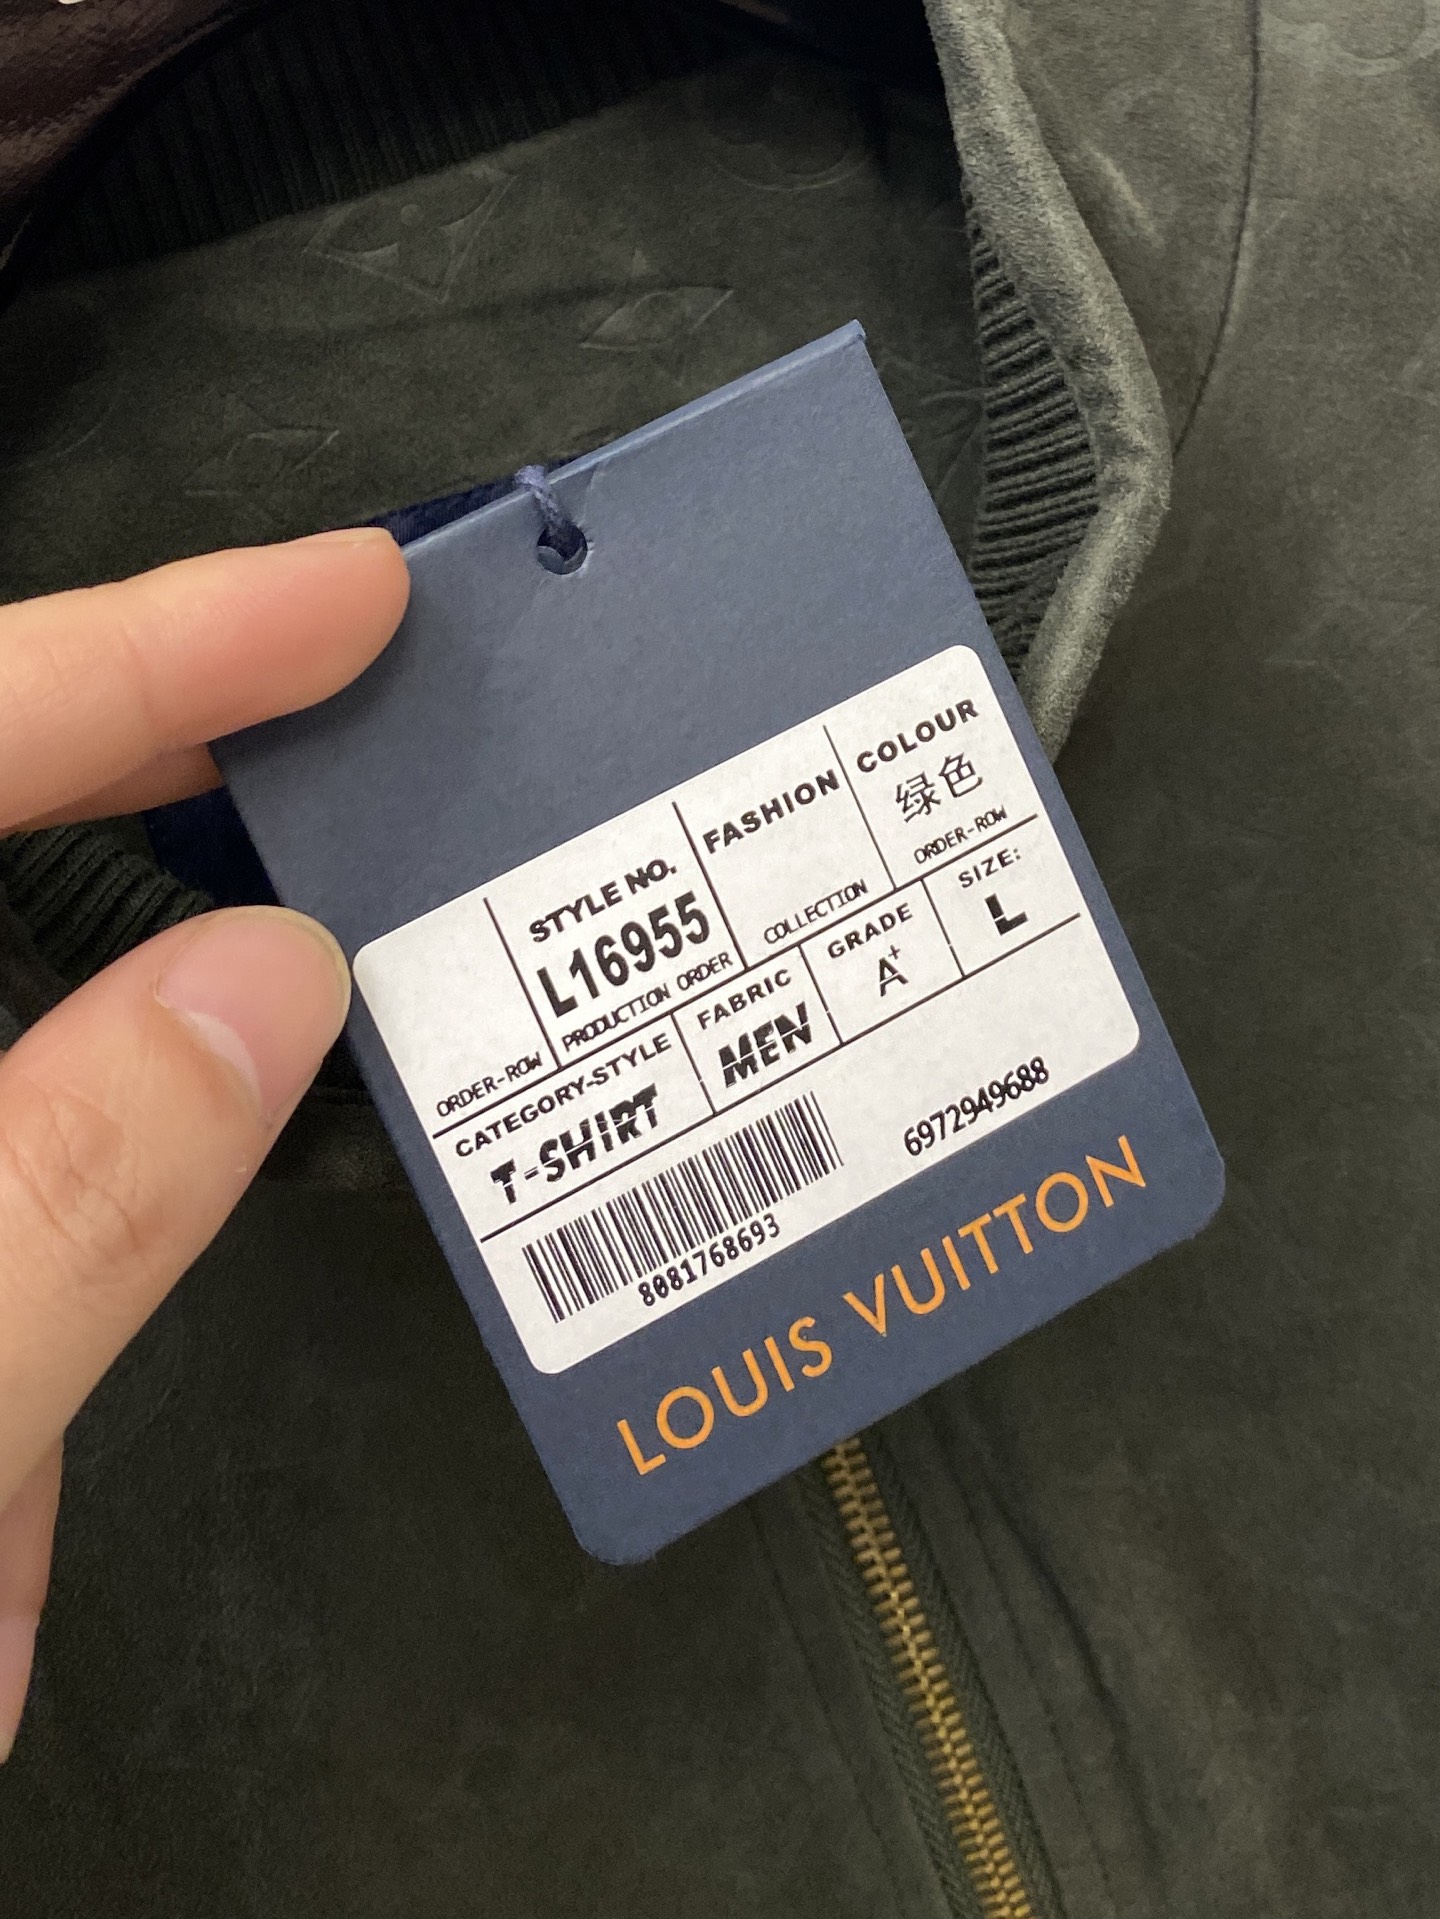 STYLE NO. FASHION COLOUR
L16955 绿色
ORDER-ROW PRODUCTION ORDER COLLECTION ORDER-ROW
CATEGORY-STYLE FABRIC GRADE SIZE:
T-SHIRT MEN A+ L
8081768693 6972949688
LOUIS VUITTON